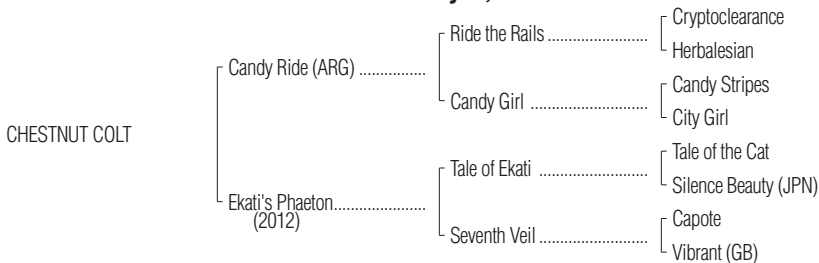 Cryptoclearance
Ride the Rails
Herbalesian
Candy Ride (ARG)
Candy Stripes
Candy Girl
City Girl
CHESTNUT COLT
Tale of the Cat
Tale of Ekati
Silence Beauty (JPN)
Ekati's Phaeton
(2012)
Capote
Seventh Veil
Vibrant (GB)